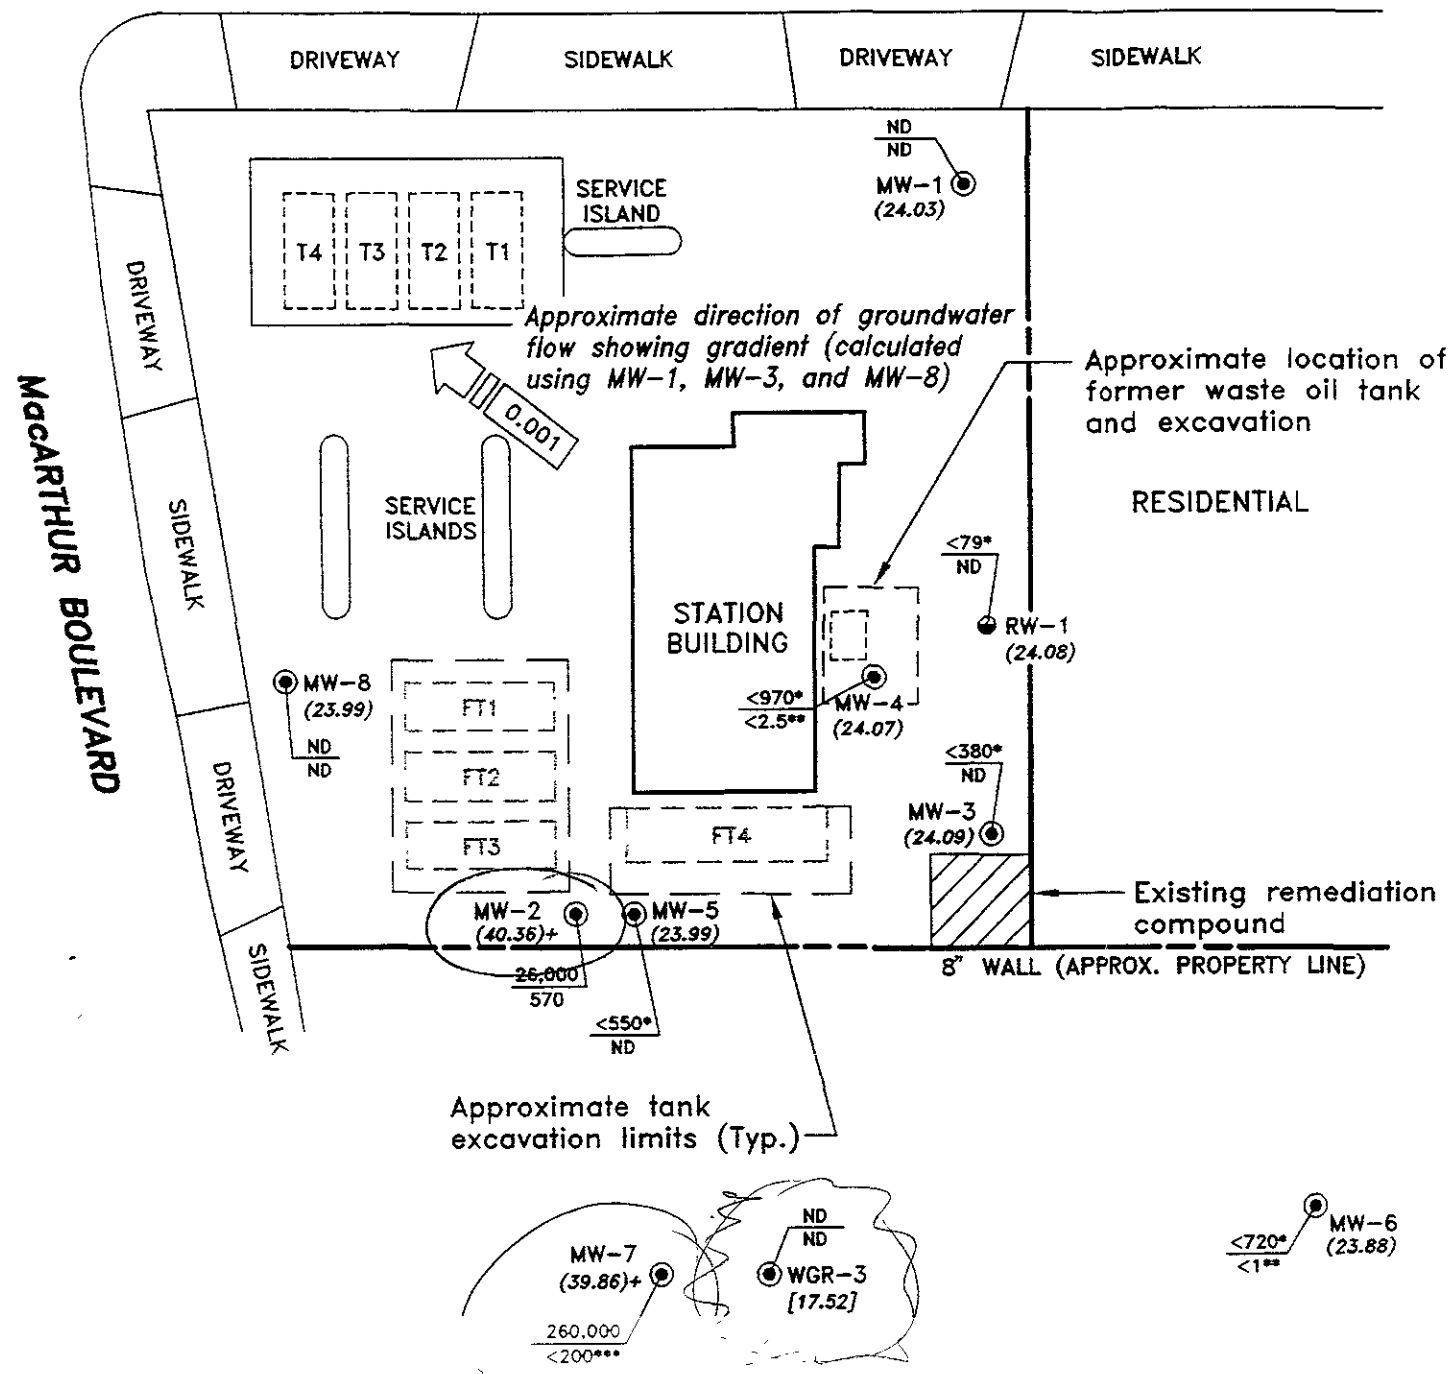 DRIVEWAY
SIDEWALK
DRIVEWAY
SIDEWALK
ND
ND
MW-1
(24.03)
SERVICE
ISLAND
T4
T3
T2
T1
DRIVEWAY
Approximate direction of groundwater
flow showing gradient (calculated
using MW-1, MW-3, and MW-8)
0.001
Approximate location of
former waste oil tank
and excavation
MacARTHUR BOULEVARD
SIDEWALK
SERVICE
ISLANDS
RESIDENTIAL
<79*
ND
STATION
BUILDING
RW-1
(24.08)
MW-8
(23.99)
ND
ND
FT1
<970*
<2.5**
MW-4
(24.07)
DRIVEWAY
FT2
<380*
ND
MW-3
(24.09)
FT3
FT4
Existing remediation
compound
MW-2
(40.36)+
MW-5
(23.99)
SIDEWALK
26,000
570
8" WALL (APPROX. PROPERTY LINE)
<550*
ND
Approximate tank
excavation limits (Typ.)
ND
ND
MW-7
(39.86)+
WGR-3
[17.52]
MW-6
(23.88)
<720*
<1**
260,000
<200***